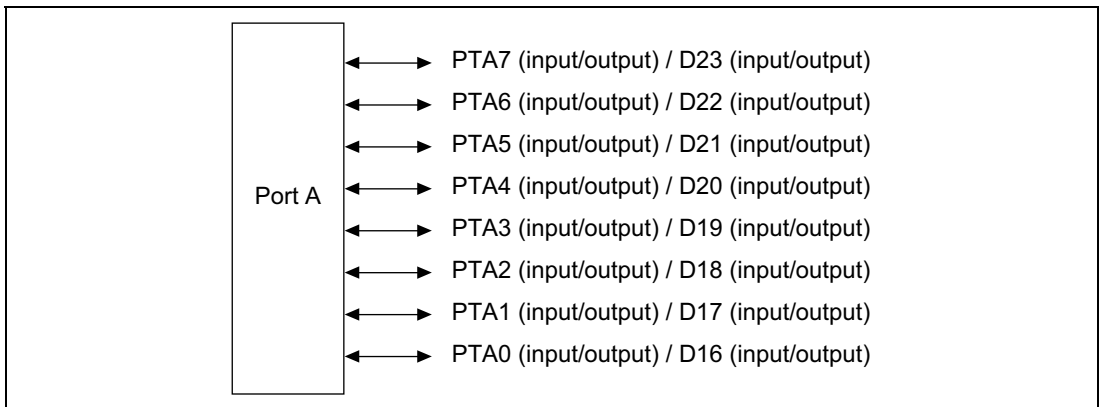 PTA7 (input/output) / D23 (input/output)
PTA6 (input/output) / D22 (input/output)
PTA5 (input/output) / D21 (input/output)
PTA4 (input/output) / D20 (input/output)
Port A
PTA3 (input/output) / D19 (input/output)
PTA2 (input/output) / D18 (input/output)
PTA1 (input/output) / D17 (input/output)
PTA0 (input/output) / D16 (input/output)